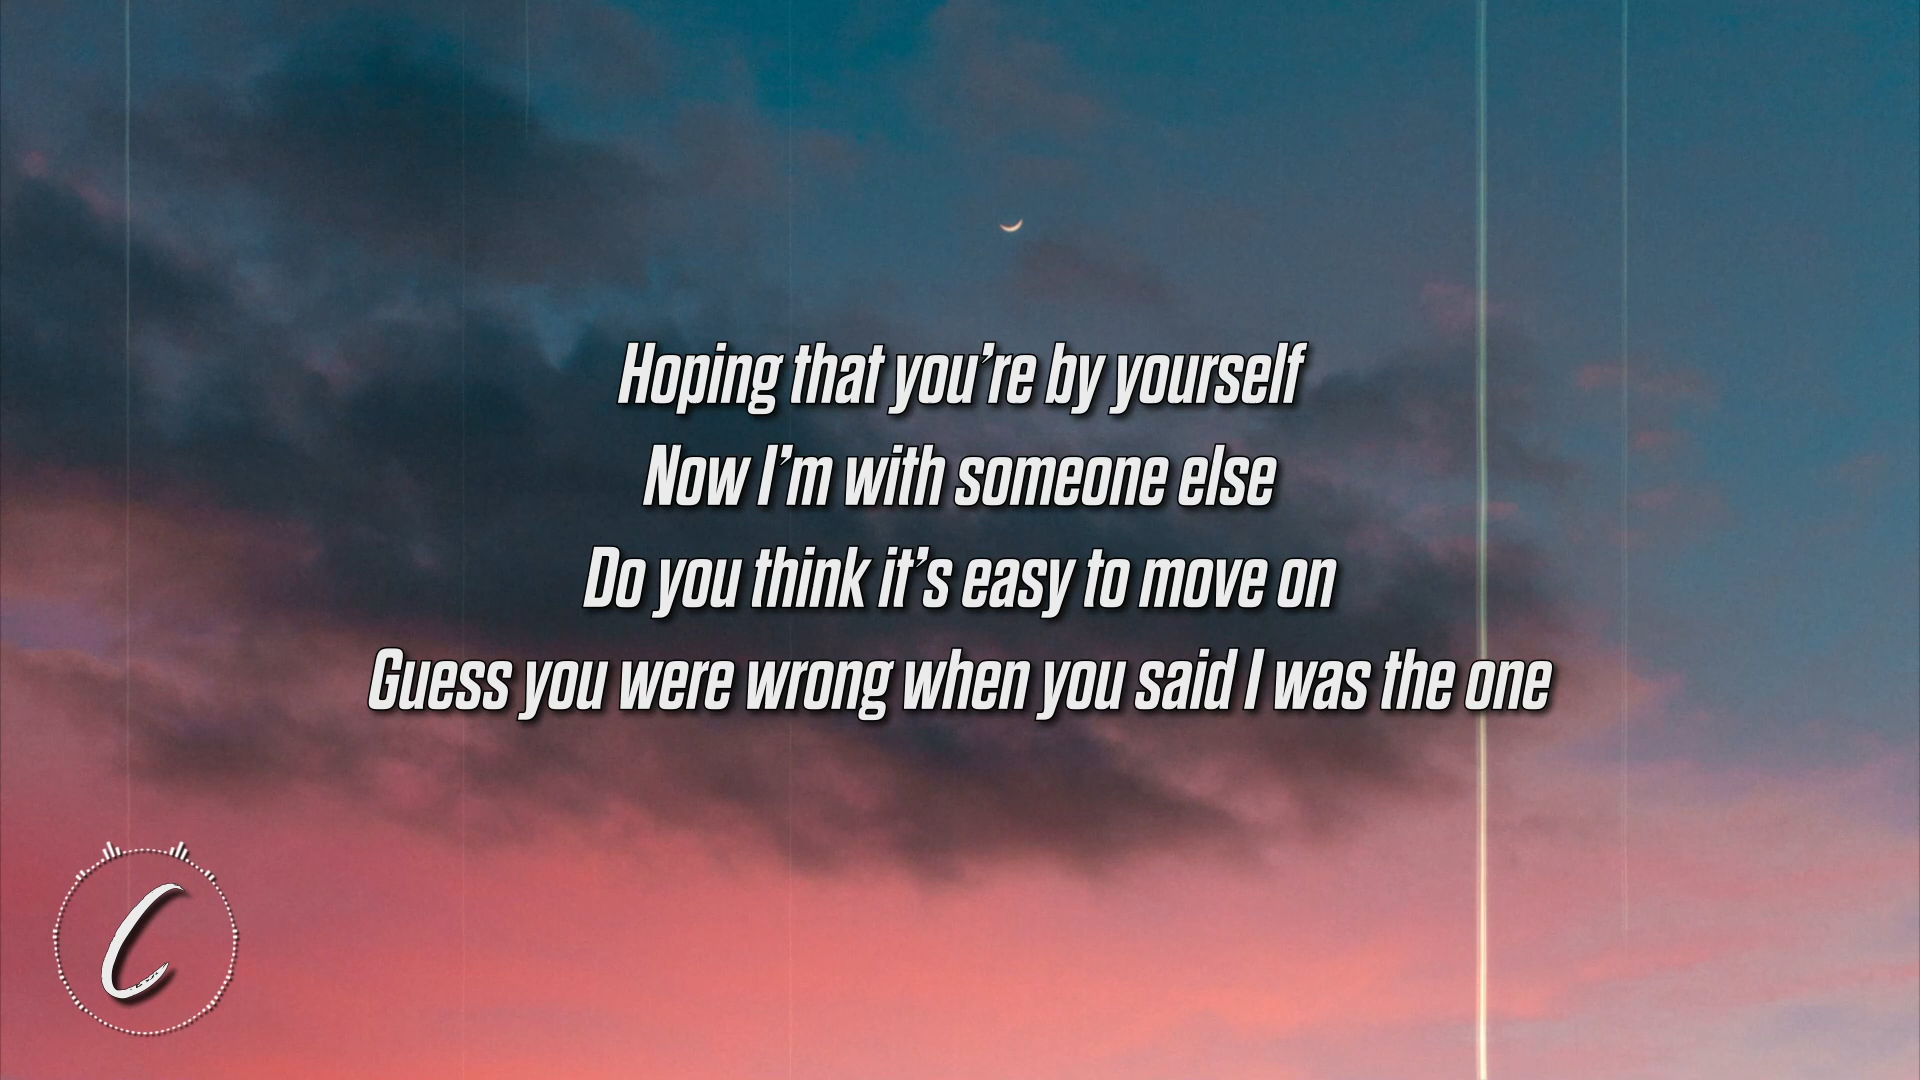 Hoping that you're by yourself
Now I'm with someone else
Do you think it's easy to move on
Guess you were wrong when you said I was the one
C